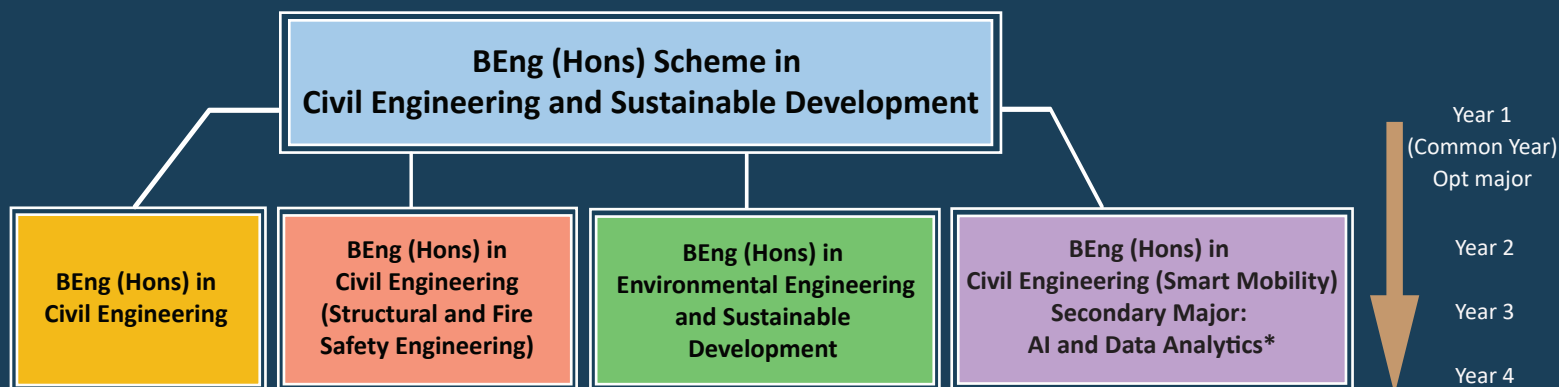 BEng (Hons) Scheme in
Civil Engineering and Sustainable Development
BEng (Hons) in
Civil Engineering
BEng (Hons) in
Civil Engineering
(Structural and Fire
Safety Engineering)
BEng (Hons) in
Environmental Engineering
and Sustainable
Development
BEng (Hons) in
Civil Engineering (Smart Mobility)
Secondary Major:
AI and Data Analytics*
Year 1
(Common Year)
Opt major
Year 2
Year 3
Year 4